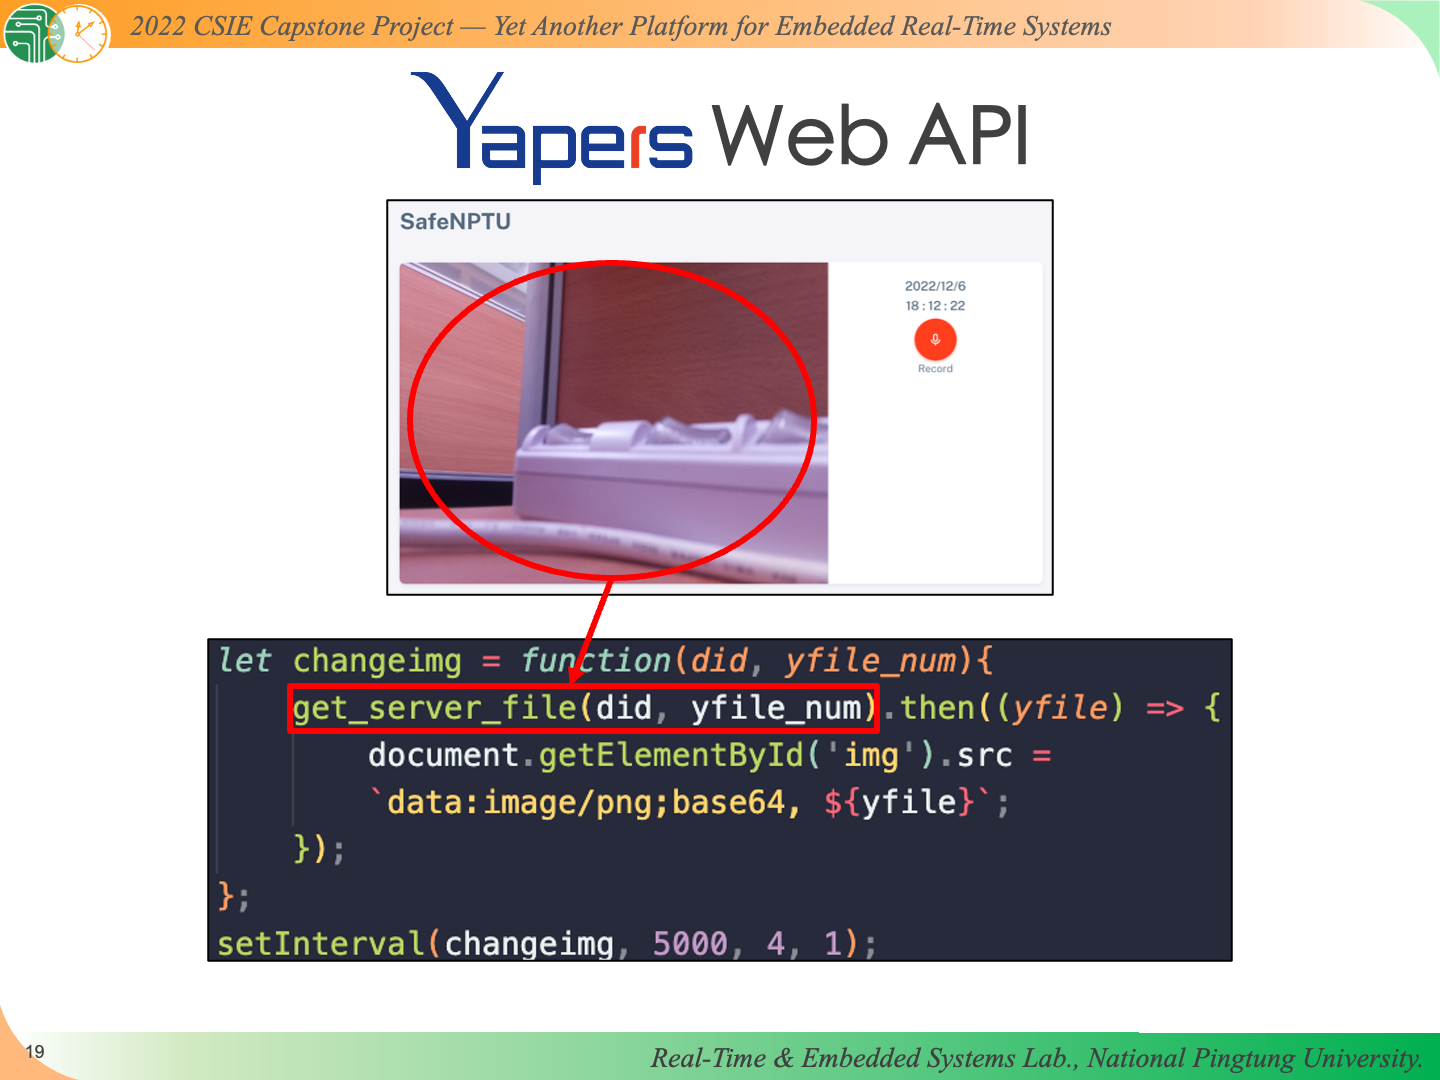 2022 CSIE Capstone Project — Yet Another Platform for Embedded Real-Time Systems
Yapers Web API
SafeNPTU
2022/12/6
18 : 12 : 22
Record
let changeimg = function(did, yfile_num){
get_server_file(did, yfile_num).then((yfile) => {
document.getElementById('img').src =
`data:image/png;base64, ${yfile}`;
});
};
setInterval(changeimg, 5000, 4, 1);
19
Real-Time & Embedded Systems Lab., National Pingtung University.